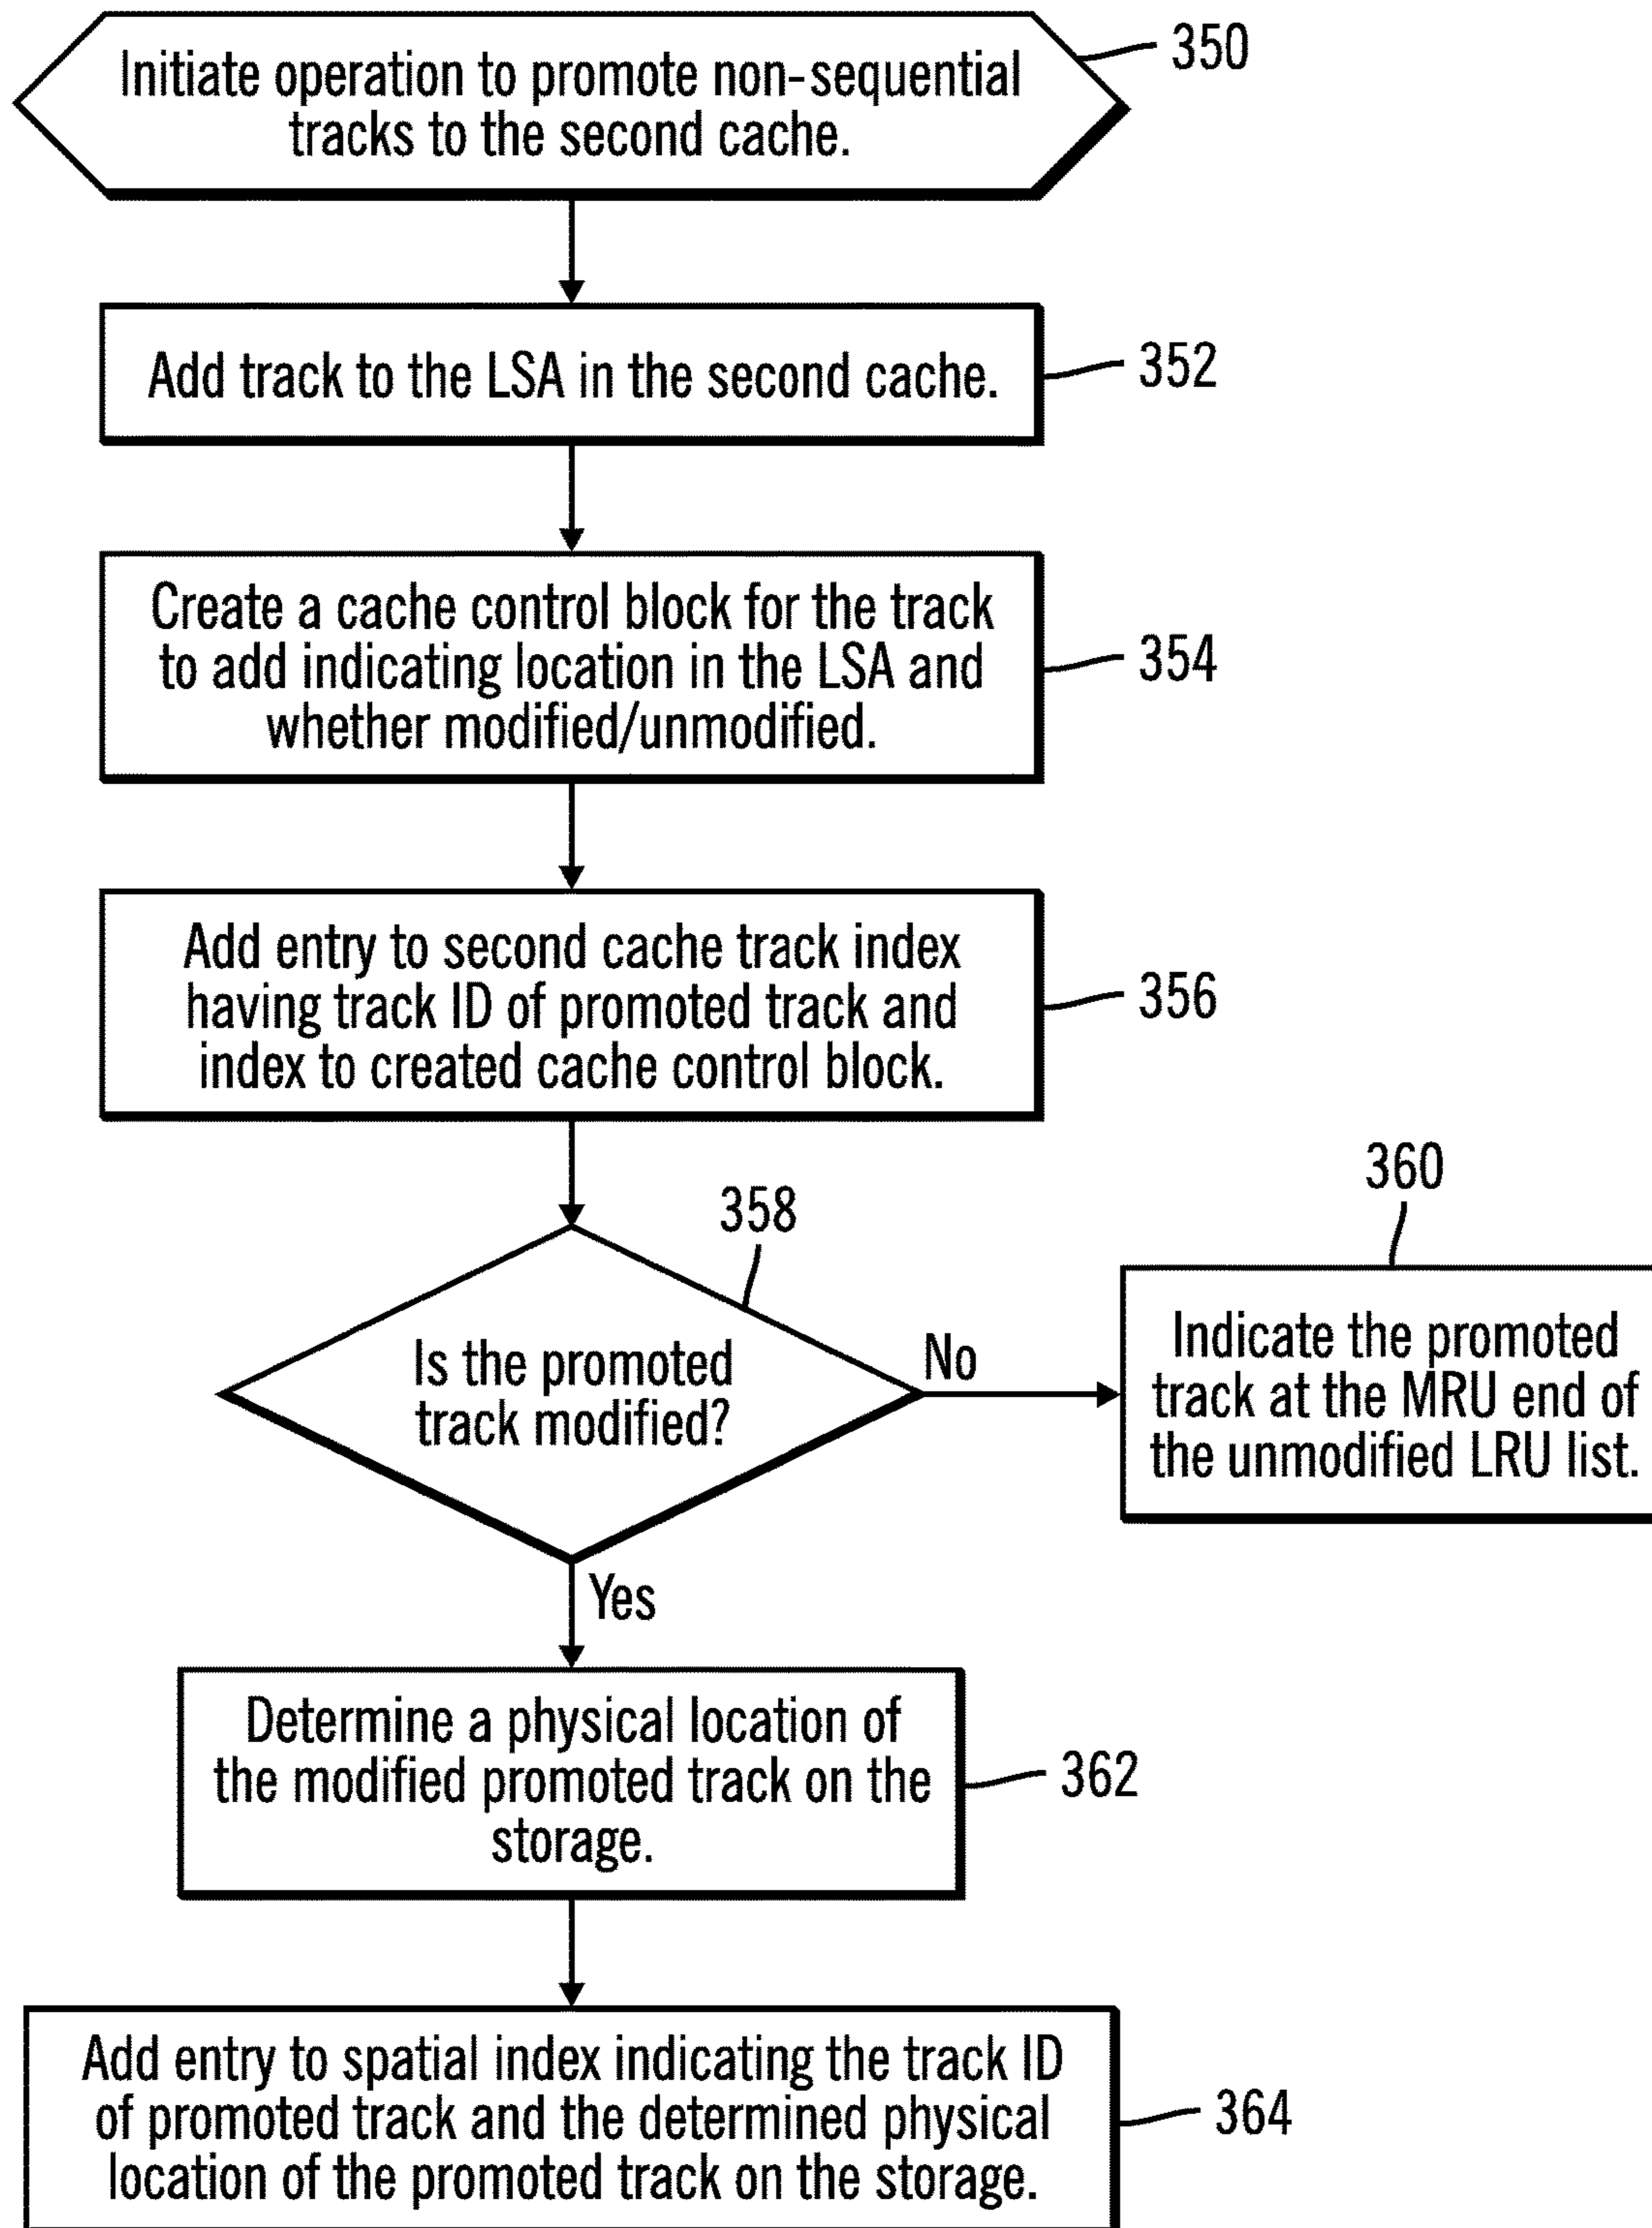 Initiate operation to promote non-sequential
tracks to the second cache.
350
Add track to the LSA in the second cache.
352
Create a cache control block for the track
to add indicating location in the LSA and
whether modified/unmodified.
354
Add entry to second cache track index
having track ID of promoted track and
index to created cache control block.
356
358
Is the promoted
track modified?
No
360
Indicate the promoted
track at the MRU end of
the unmodified LRU list.
Yes
Determine a physical location of
the modified promoted track on the
storage.
362
Add entry to spatial index indicating the track ID
of promoted track and the determined physical
location of the promoted track on the storage.
364